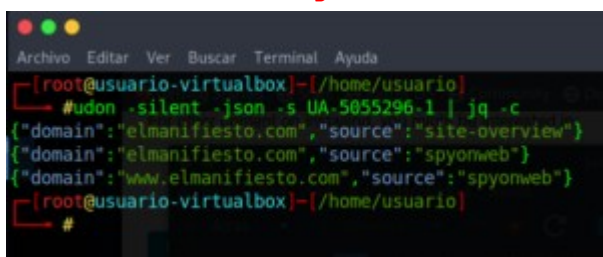 Archivo Editar Ver Buscar Terminal Ayuda
[root@usuario-virtualbox]-[/home/usuario]
#udon -silent -json -s UA-5055296-1 | jq -c
{"domain":"elmanifiesto.com","source":"site-overview"}
{"domain":"elmanifiesto.com","source":"spyonweb"}
{"domain":"www.elmanifiesto.com","source":"spyonweb"}
[root@usuario-virtualbox]-[/home/usuario]
#